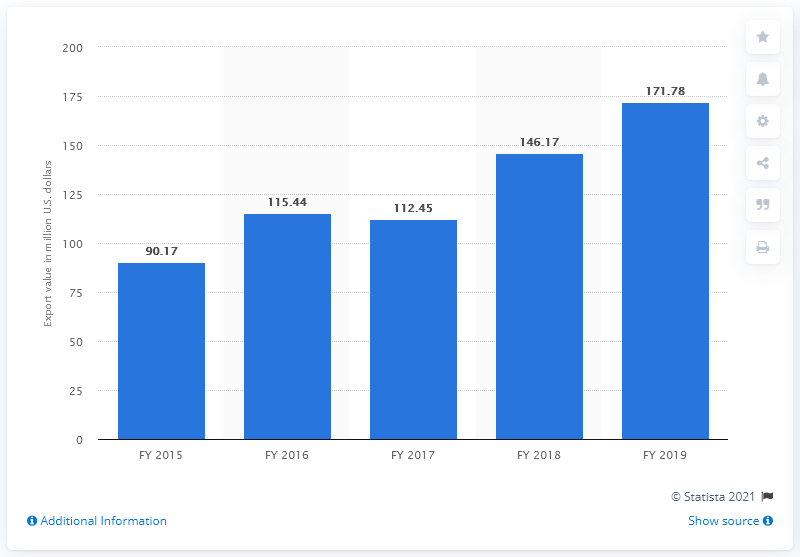 200
175
150
125
100
75
50
25
0
Export value in million U.S. dollars
90.17
115.44
112.45
146.17
171.78
FY 2015
FY 2016
FY 2017
FY 2018
FY 2019
© Statista 2021
Additional Information
Show source